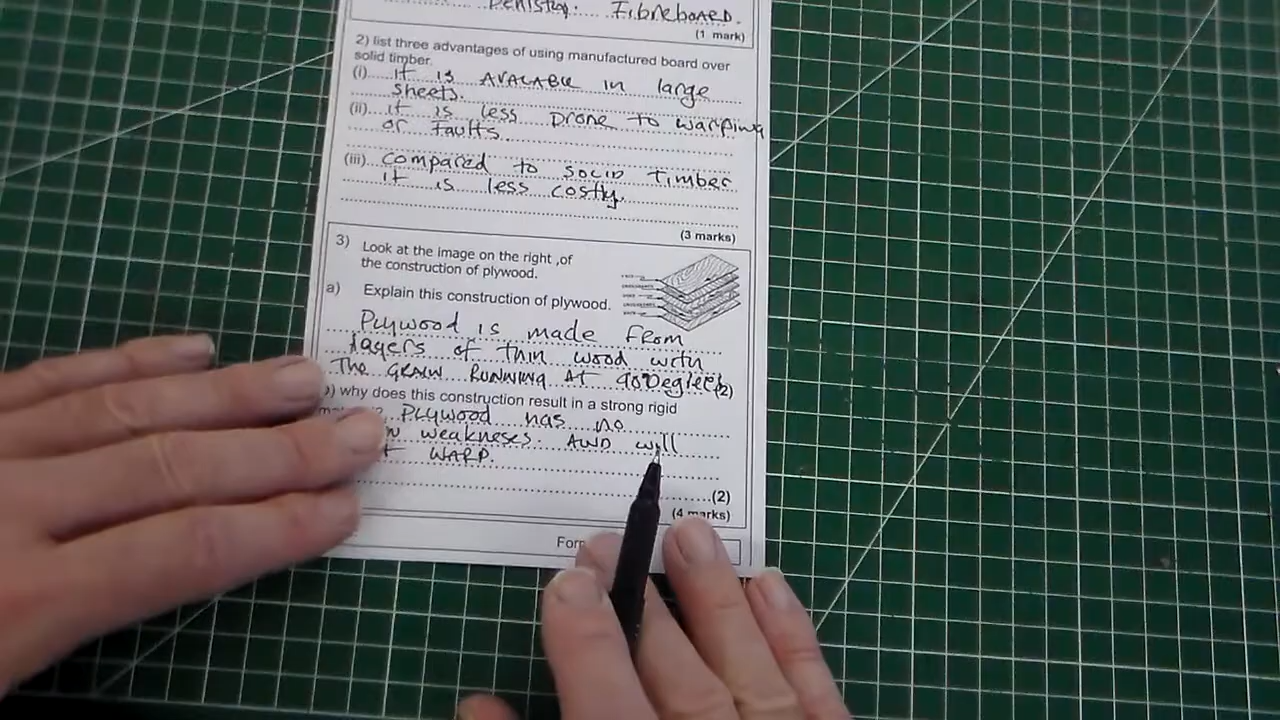 Density. Fibreboard.
(1 mark)
2) list three advantages of using manufactured board over
solid timber.
(i) it is AVALABle in large
sheets.
(ii) it is less prone to warping
or faults.
(iii) compared to solid timber
it is less costly.
(3 marks)
3) Look at the image on the right ,of
the construction of plywood.
a) Explain this construction of plywood.
Plywood is made from
layers of thin wood with
The GRAIN RUNNING AT 90°Deglees
(2)
) why does this construction result in a strong rigid
Plywood has no
weakneses. AND will
WARP.
(2)
(4 marks)